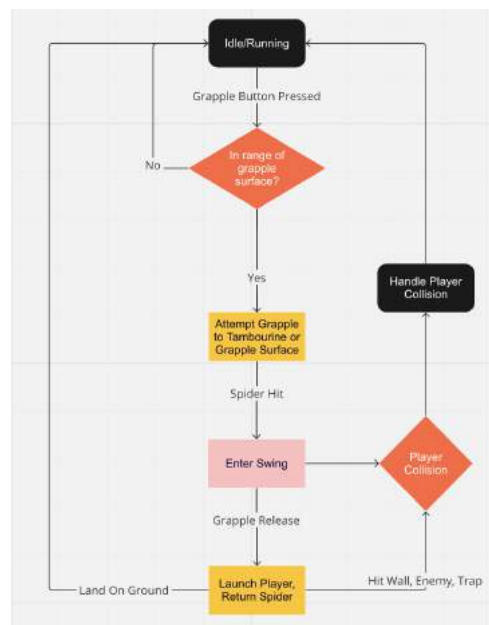 Idle/Running
Grapple Button Pressed
In range of
grapple
surface?
No
Yes
Handle Player
Collision
Attempt Grapple
to Tambourine or
Grapple Surface
Spider Hit
Enter Swing
Player
Collision
Grapple Release
Launch Player,
Return Spider
Land On Ground
Hit Wall, Enemy, Trap